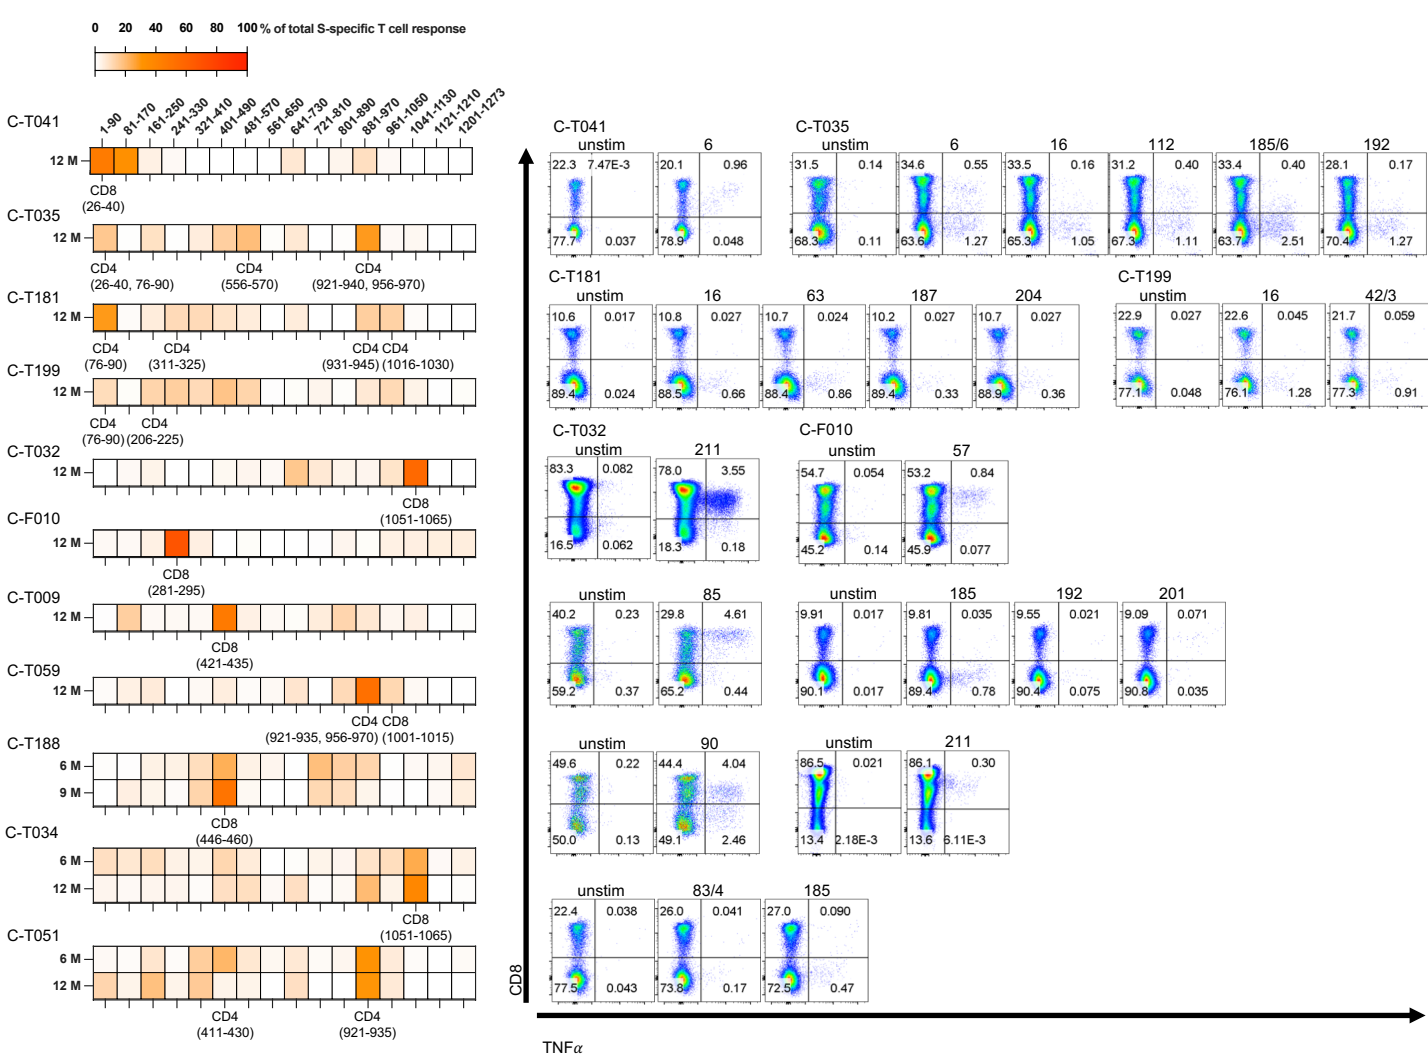 0 20 40 60 80 100 % of total S-specific T cell response
1-90 81-170 161-250 241-330 321-410 401-490 481-570 561-650 641-730 721-810 801-890 881-970 961-1050 1041-1130 1121-1210 1201-1273
C-T041
12 M
CD8
(26-40)
C-T035
12 M
CD4 CD4 CD4
(26-40, 76-90) (556-570) (921-940, 956-970)
C-T181
12 M
CD4 CD4 CD4 CD4
(76-90) (311-325) (931-945) (1016-1030)
C-T199
12 M
CD4 CD4
(76-90) (206-225)
C-T032
12 M
CD8
(1051-1065)
C-F010
12 M
CD8
(281-295)
C-T009
12 M
CD8
(421-435)
C-T059
12 M
CD4 CD8
(921-935, 956-970) (1001-1015)
C-T188
6 M
9 M
CD8
(446-460)
C-T034
6 M
12 M
CD8
(1051-1065)
C-T051
6 M
12 M
CD4 CD4
(411-430) (921-935)
C-T041 C-T035
unstim 6 unstim 6 16 112 185/6 192
22.3 7.47E-3 20.1 0.96 31.5 0.14 34.6 0.55 33.5 0.16 31.2 0.40 33.4 0.40 28.1 0.17
77.7 0.037 78.9 0.048 68.3 0.11 63.6 1.27 65.3 1.05 67.3 1.11 63.7 2.51 70.4 1.27
C-T181 C-T199
unstim 16 63 187 204 unstim 16 42/3
10.6 0.017 10.8 0.027 10.7 0.024 10.2 0.027 10.7 0.027 22.9 0.027 22.6 0.045 21.7 0.059
89.4 0.024 88.5 0.66 88.4 0.86 89.4 0.33 88.9 0.36 77.1 0.048 76.1 1.28 77.3 0.91
C-T032 C-F010
unstim 211 unstim 57
83.3 0.082 78.0 3.55 54.7 0.054 53.2 0.84
16.5 0.062 18.3 0.18 45.2 0.14 45.9 0.077
unstim 85 unstim 185 192 201
40.2 0.23 29.8 4.61 9.91 0.017 9.81 0.035 9.55 0.021 9.09 0.071
59.2 0.37 65.2 0.44 90.1 0.017 89.4 0.78 90.4 0.075 90.8 0.035
unstim 90 unstim 211
49.6 0.22 44.4 4.04 86.5 0.021 86.1 0.30
50.0 0.13 49.1 2.46 13.4 2.18E-3 13.6 6.11E-3
unstim 83/4 185
22.4 0.038 26.0 0.041 27.0 0.090
77.5 0.043 73.8 0.17 72.5 0.47
CD8
TNFα